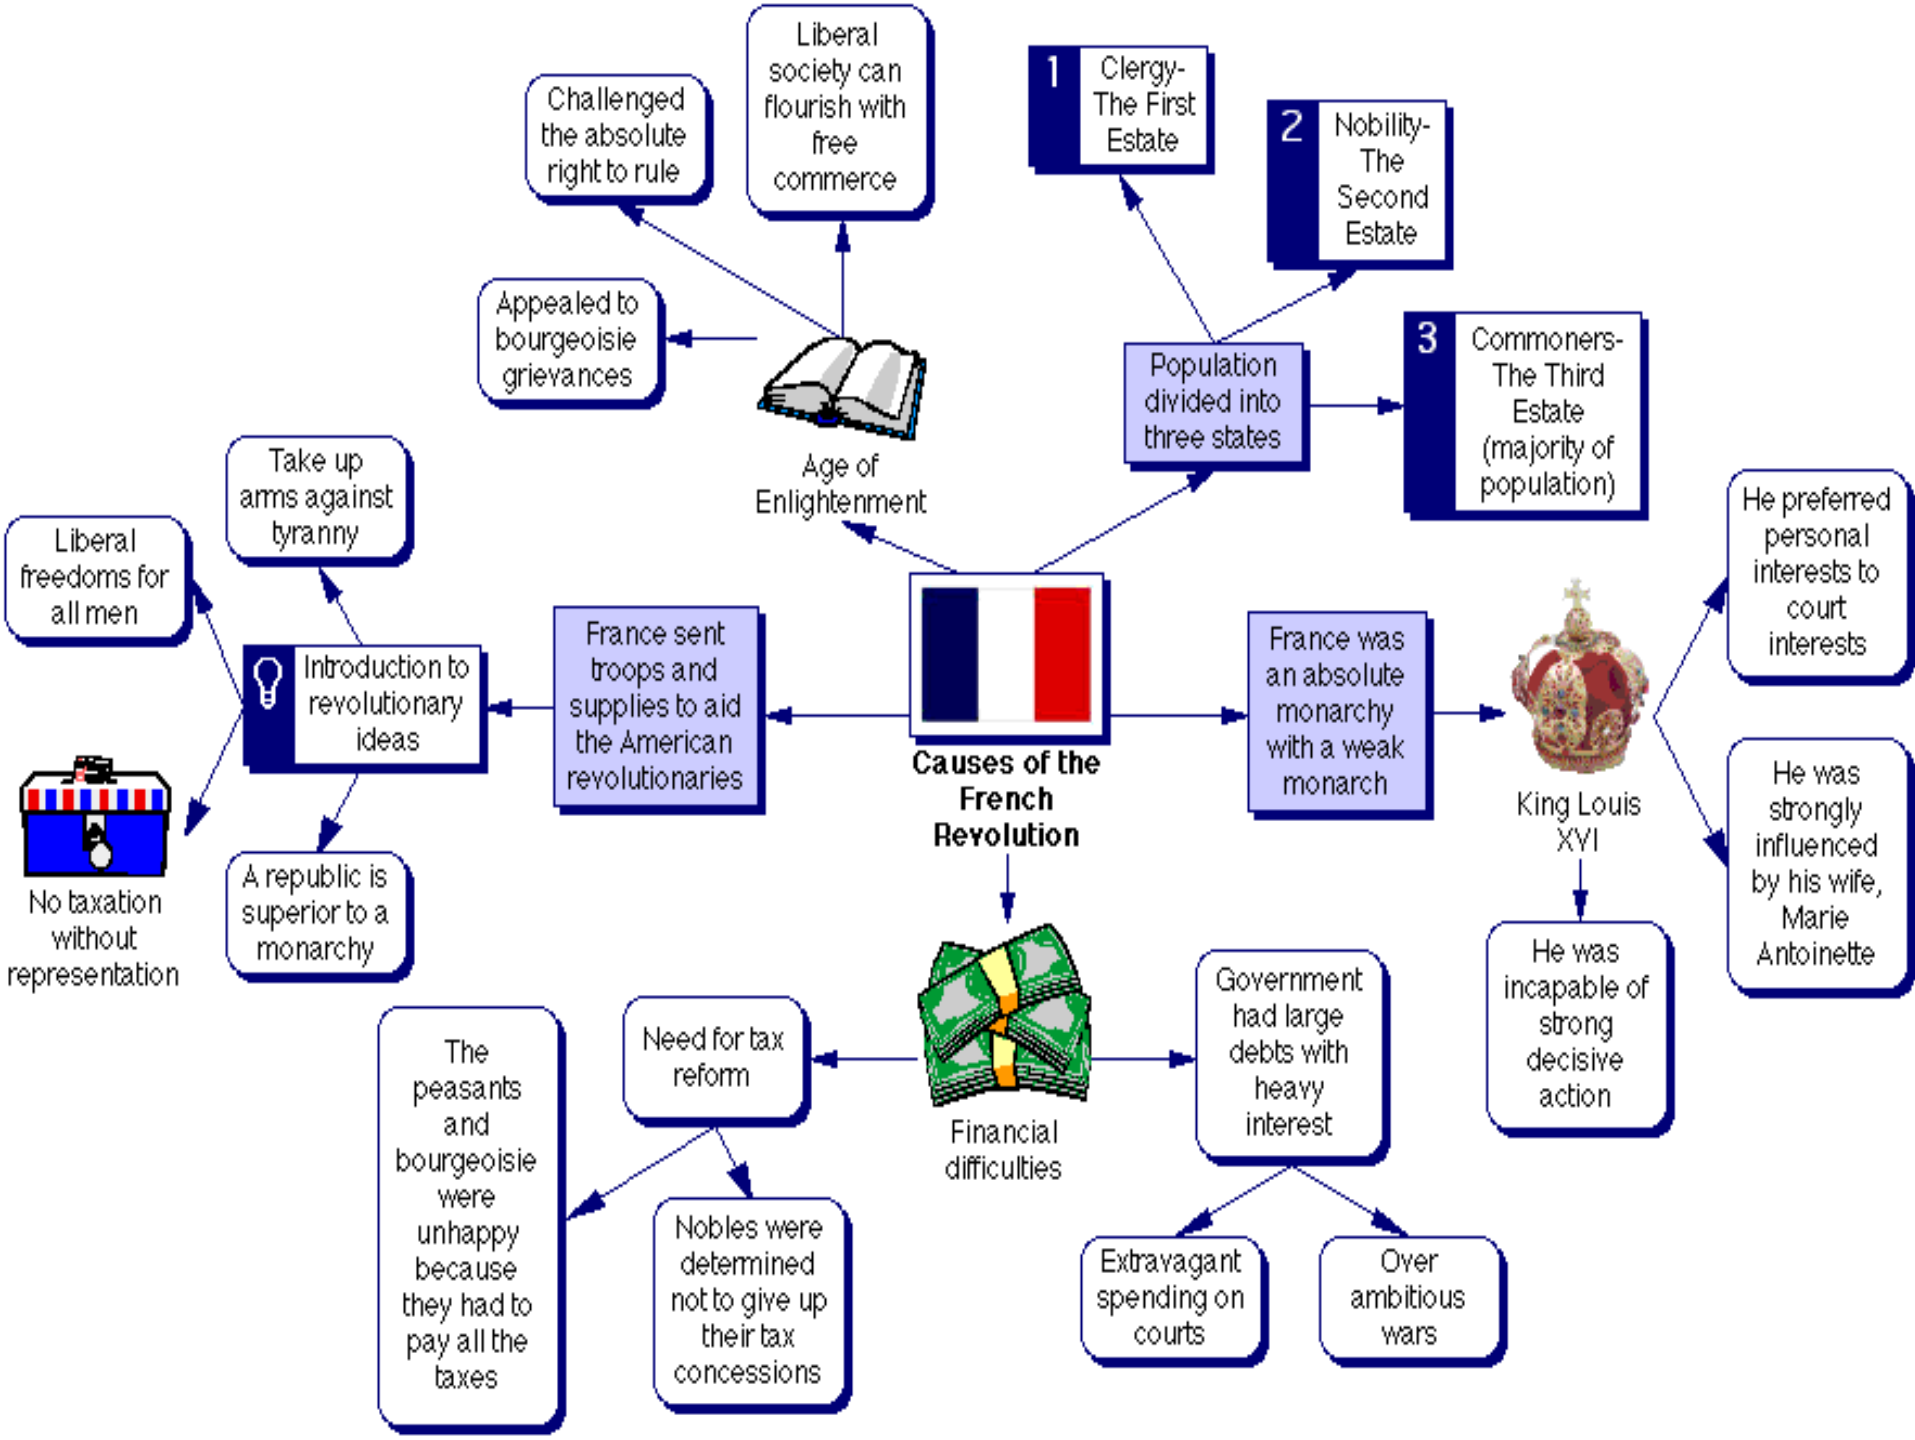 Liberal
society can
flourish with
free
commerce
Challenged
the absolute
right to rule
Appealed to
bourgeoisie
grievances
Age of
Enlightenment
1
Clergy-
The First
Estate
2
Nobility-
The
Second
Estate
3
Commoners-
The Third
Estate
(majority of
population)
Population
divided into
three states
Take up
arms against
tyranny
Liberal
freedoms for
all men
Introduction to
revolutionary
ideas
France sent
troops and
supplies to aid
the American
revolutionaries
No taxation
without
representation
A republic is
superior to a
monarchy
Causes of the
French
Revolution
France was
an absolute
monarchy
with a weak
monarch
King Louis
XVI
He preferred
personal
interests to
court
interests
He was
strongly
influenced
by his wife,
Marie
Antoinette
He was
incapable of
strong
decisive
action
Financial
difficulties
Need for tax
reform
The
peasants
and
bourgeoisie
were
unhappy
because
they had to
pay all the
taxes
Nobles were
determined
not to give up
their tax
concessions
Government
had large
debts with
heavy
interest
Extravagant
spending on
courts
Over
ambitious
wars